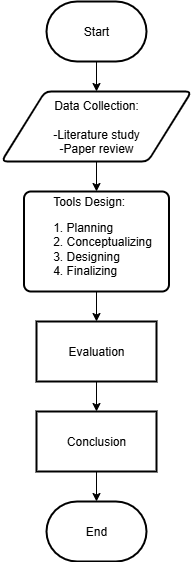 Start
Data Collection:
-Literature study
-Paper review
Tools Design:
1. Planning
2. Conceptualizing
3. Designing
4. Finalizing
Evaluation
Conclusion
End